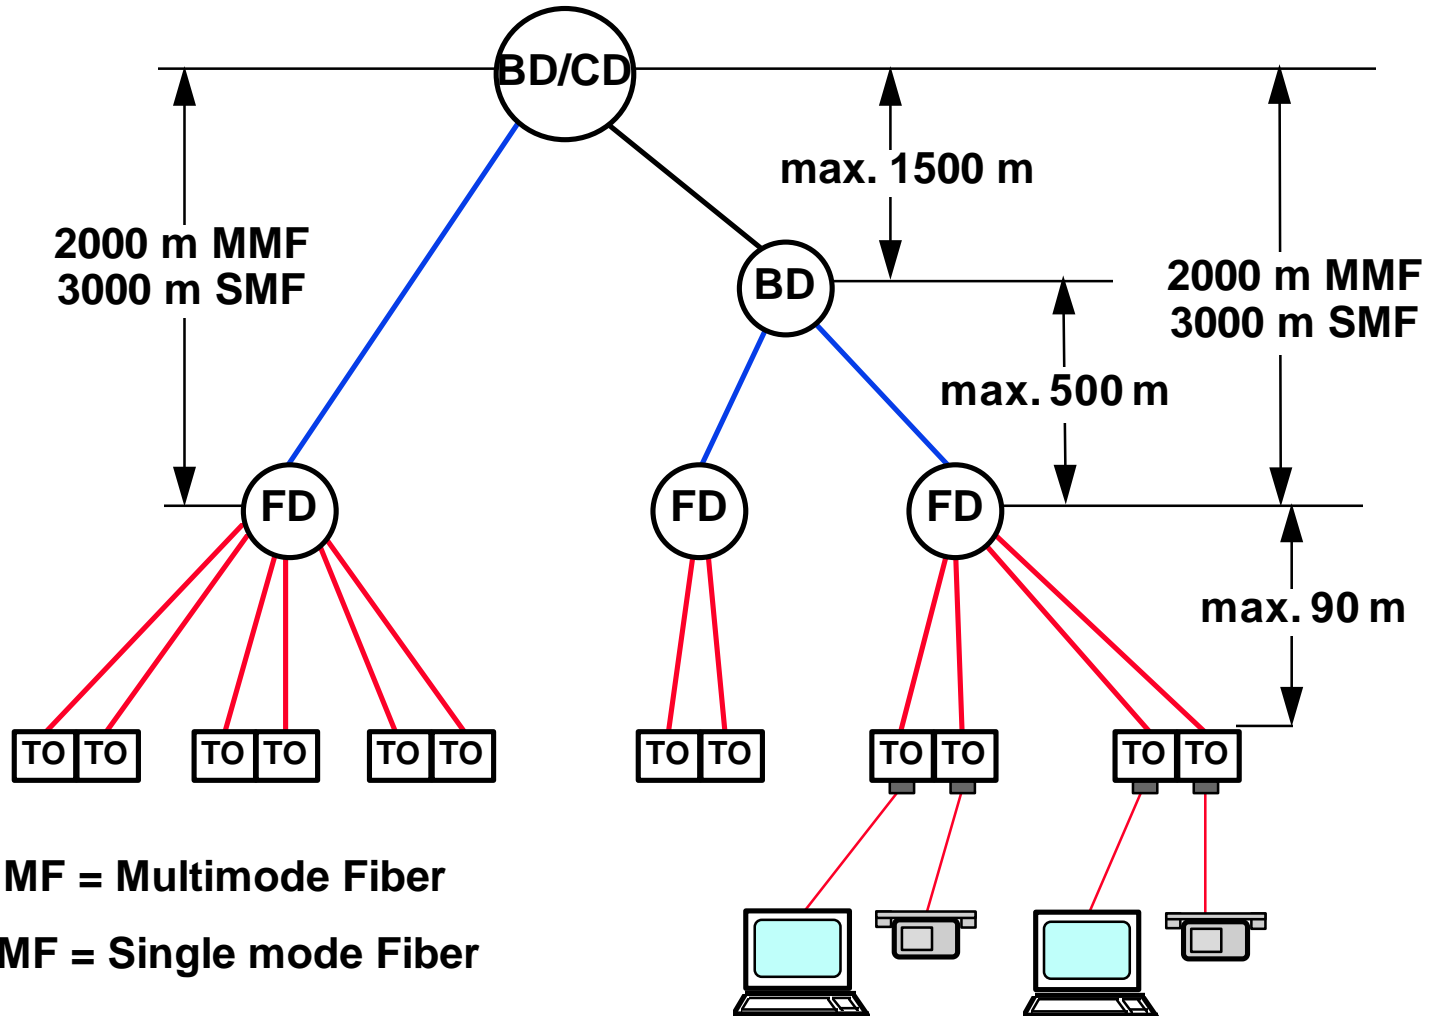 BD/CD
max. 1500 m
2000 m MMF
3000 m SMF
BD
2000 m MMF
3000 m SMF
max. 500 m
FD
FD
FD
max. 90 m
TO TO TO TO TO TO TO TO TO TO TO TO
MF = Multimode Fiber
MF = Single mode Fiber